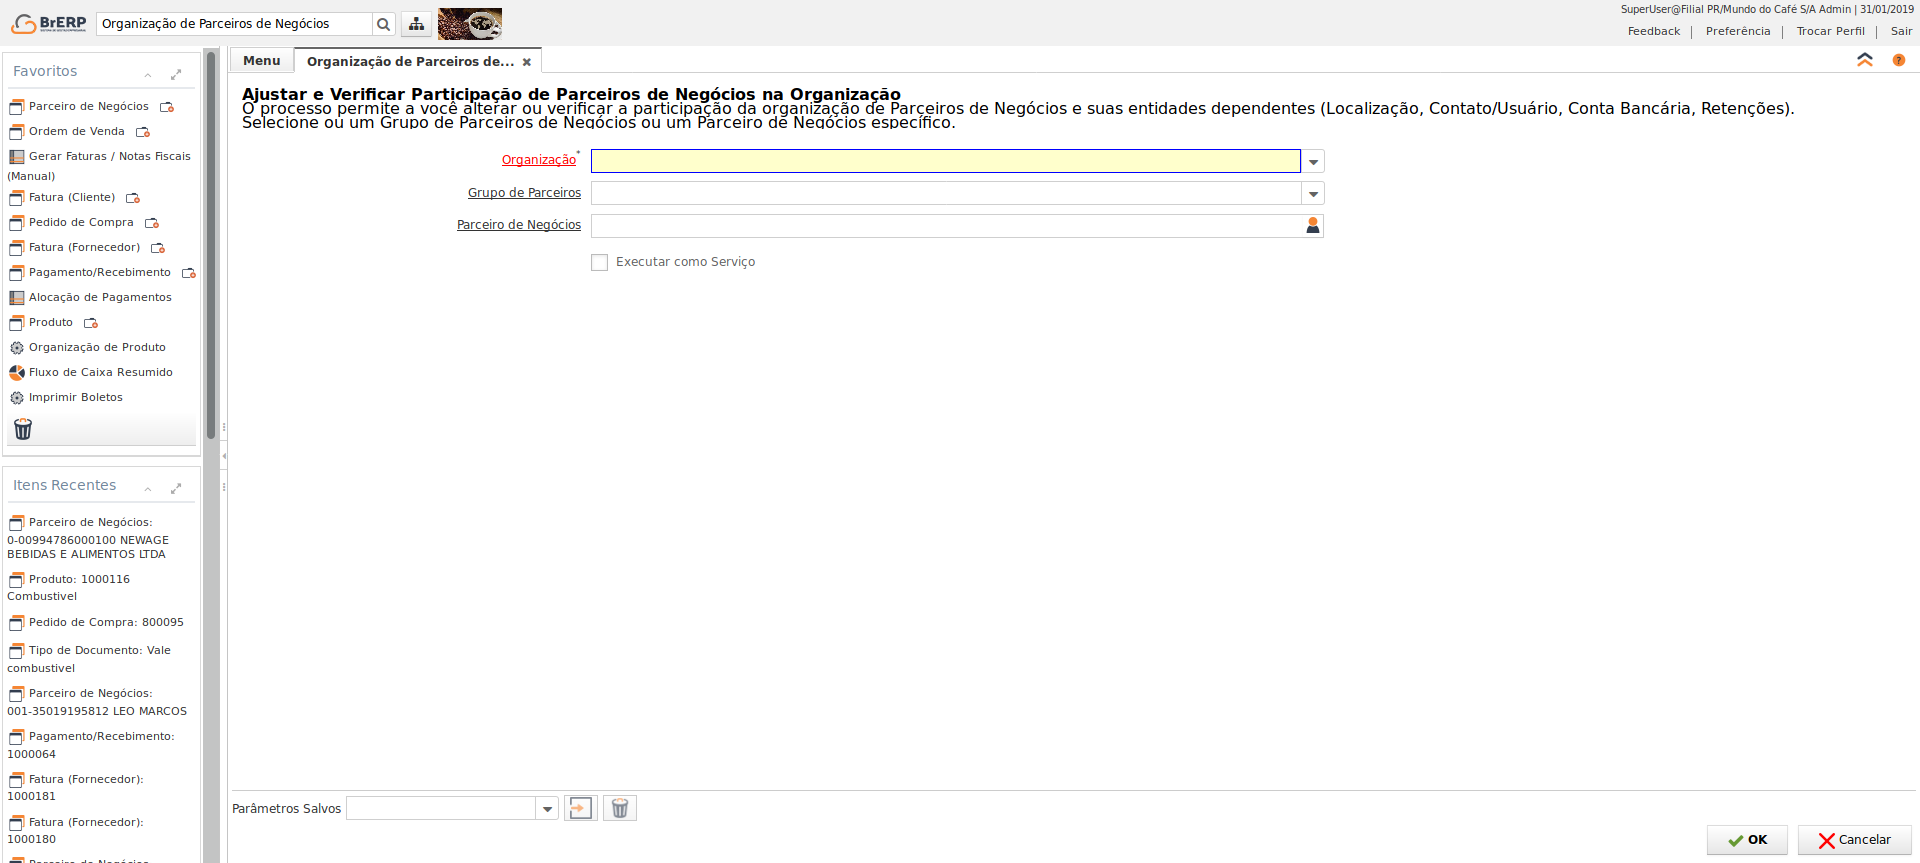 BrERP
Organização de Parceiros de Negócios
SuperUser@Filial PR/Mundo do Café S/A Admin | 31/01/2019
Feedback | Preferência | Trocar Perfil | Sair
Favoritos
Parceiro de Negócios
Ordem de Venda
Gerar Faturas / Notas Fiscais
(Manual)
Fatura (Cliente)
Pedido de Compra
Fatura (Fornecedor)
Pagamento/Recebimento
Alocação de Pagamentos
Produto
Organização de Produto
Fluxo de Caixa Resumido
Imprimir Boletos
Itens Recentes
Parceiro de Negócios:
0-00994786000100 NEWAGE
BEBIDAS E ALIMENTOS LTDA
Produto: 1000116
Combustivel
Pedido de Compra: 800095
Tipo de Documento: Vale
combustivel
Parceiro de Negócios:
001-35019195812 LEO MARCOS
Pagamento/Recebimento:
1000064
Fatura (Fornecedor):
1000181
Fatura (Fornecedor):
1000180
Parceiro de Negócios
Menu
Organização de Parceiros de...
Ajustar e Verificar Participação de Parceiros de Negócios na Organização
O processo permite a você alterar ou verificar a participação da organização de Parceiros de Negócios e suas entidades dependentes (Localização, Contato/Usuário, Conta Bancária, Retenções).
Selecione ou um Grupo de Parceiros de Negócios ou um Parceiro de Negócios específico.
Organização*
Grupo de Parceiros
Parceiro de Negócios
Executar como Serviço
Parâmetros Salvos
OK
Cancelar